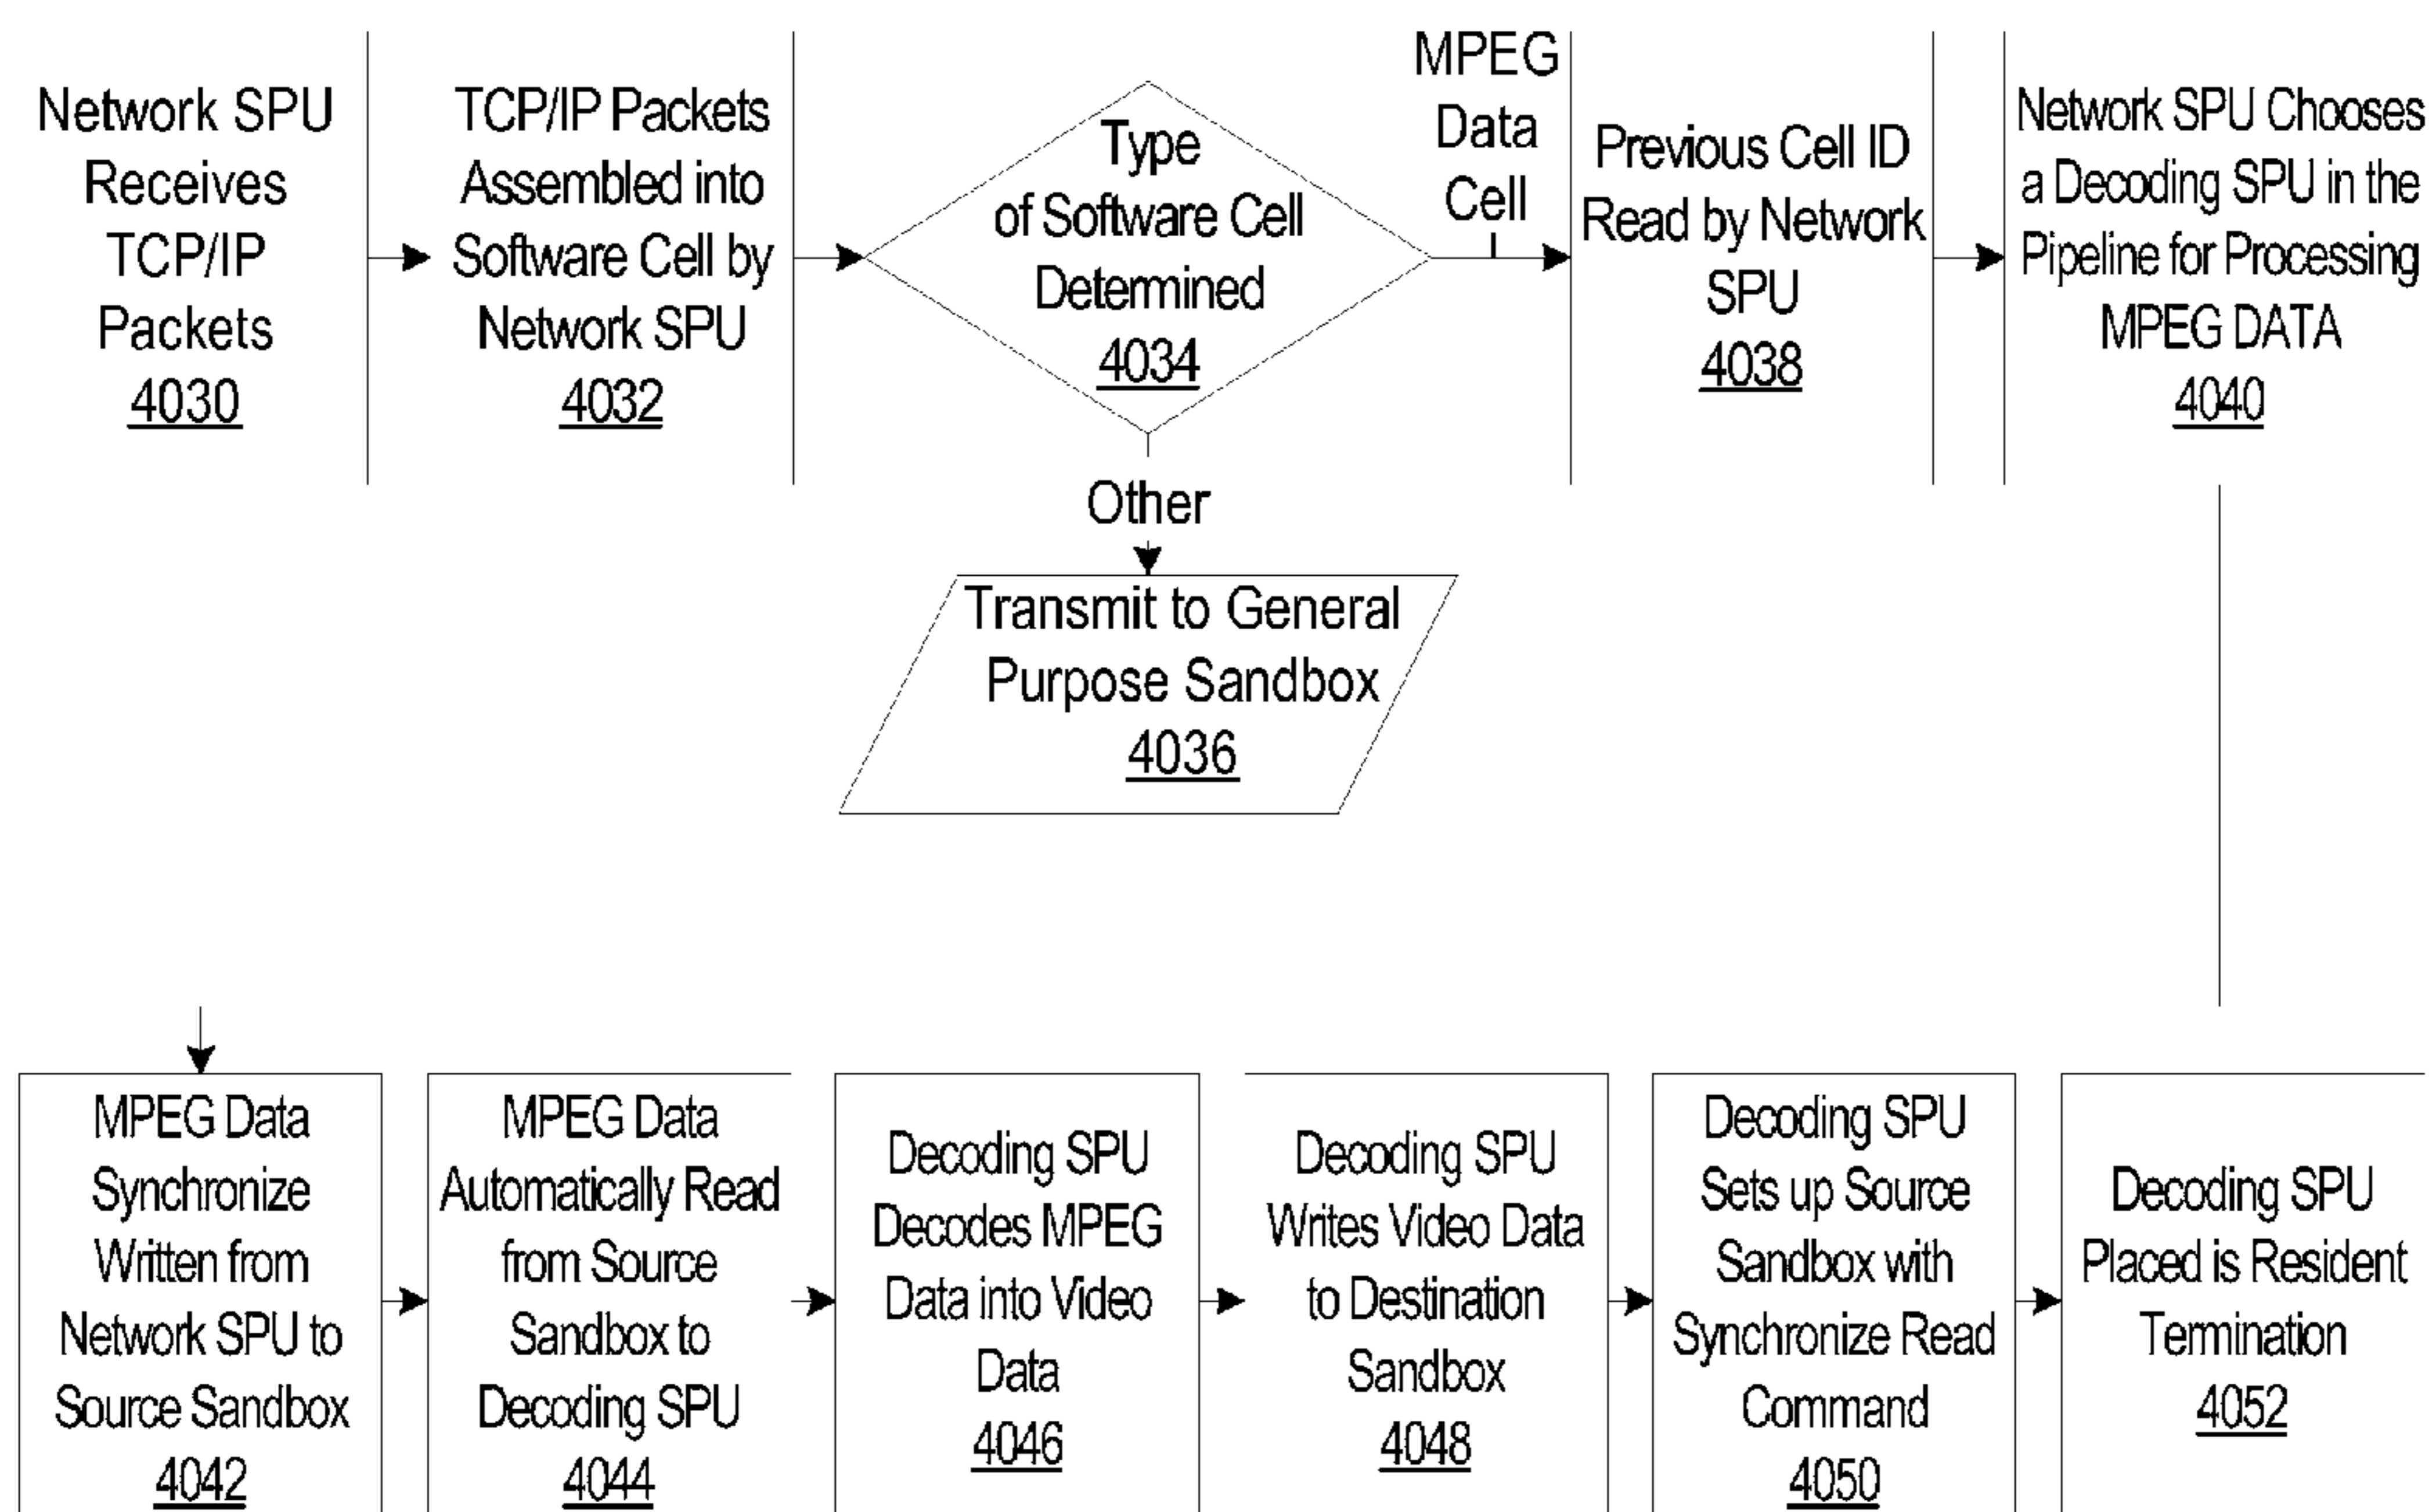 Network SPU
Receives
TCP/IP
Packets
4030
TCP/IP Packets
Assembled into
Software Cell by
Network SPU
4032
Type
of Software Cell
Determined
4034
MPEG
Data
Cell
Previous Cell ID
Read by Network
SPU
4038
Network SPU Chooses
a Decoding SPU in the
Pipeline for Processing
MPEG DATA
4040
Other
Transmit to General
Purpose Sandbox
4036
MPEG Data
Synchronize
Written from
Network SPU to
Source Sandbox
4042
MPEG Data
Automatically Read
from Source
Sandbox to
Decoding SPU
4044
Decoding SPU
Decodes MPEG
Data into Video
Data
4046
Decoding SPU
Writes Video Data
to Destination
Sandbox
4048
Decoding SPU
Sets up Source
Sandbox with
Synchronize Read
Command
4050
Decoding SPU
Placed is Resident
Termination
4052